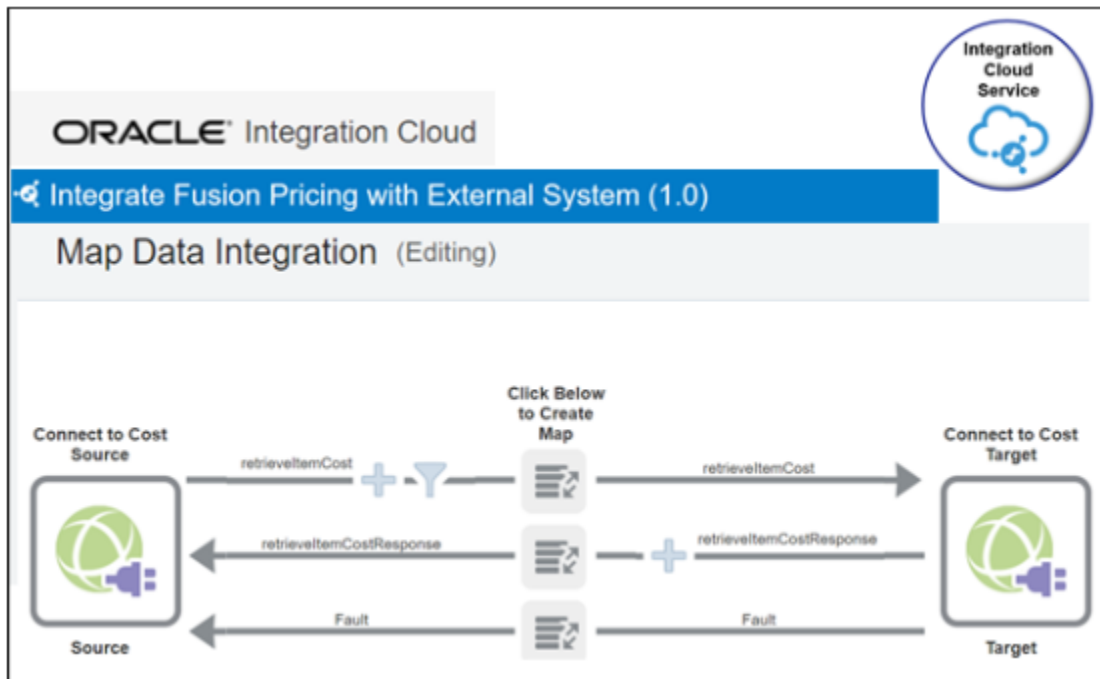 Integration
Cloud
Service
ORACLE® Integration Cloud
Integrate Fusion Pricing with External System (1.0)
Map Data Integration (Editing)
Click Below
to Create
Map
Connect to Cost
Source
Connect to Cost
Target
retrieveItemCost
retrieveItemCost
retrieveItemCostResponse
retrieveItemCostResponse
Fault
Fault
Source
Target